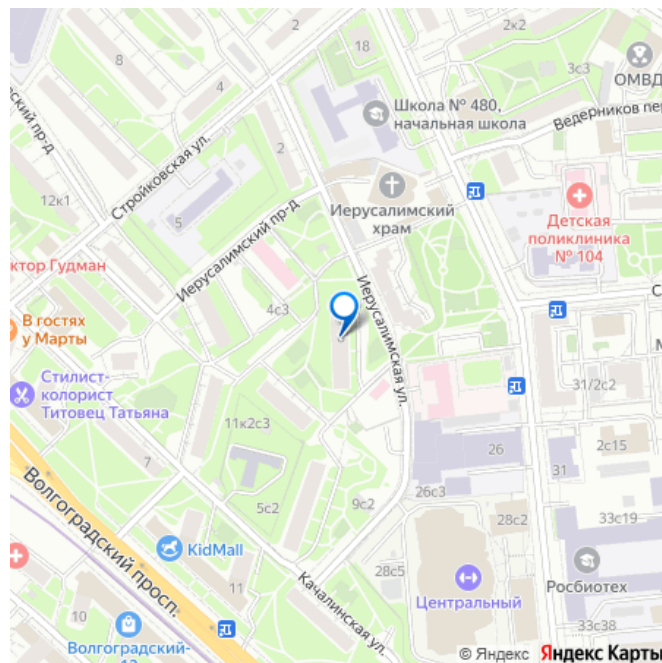 2к2
18
8
3с3
ОМВД
4
Школа № 480,
начальная школа
Ведерников пе
ский пр-д
Стройковская ул.
2
12к1
Иерусалимский
храм
Детская
поликлиника
№ 104
5
Иерусалимский пр-д
ктор Гудман
Иерусалимская ул.
С
4с3
В гостях
у Марты
М
Стилист-
колорист
Титовец Татьяна
31/2с2
11к2с3
2с15
26
7
31
Волгоградский просп.
26с3
9с2
5с2
28с2
33с19
KidMall
28с5
Росбиотех
11
Центральный
Качалинская ул.
10
33с38
Волгоградский-
© Яндекс Яндекс Карты